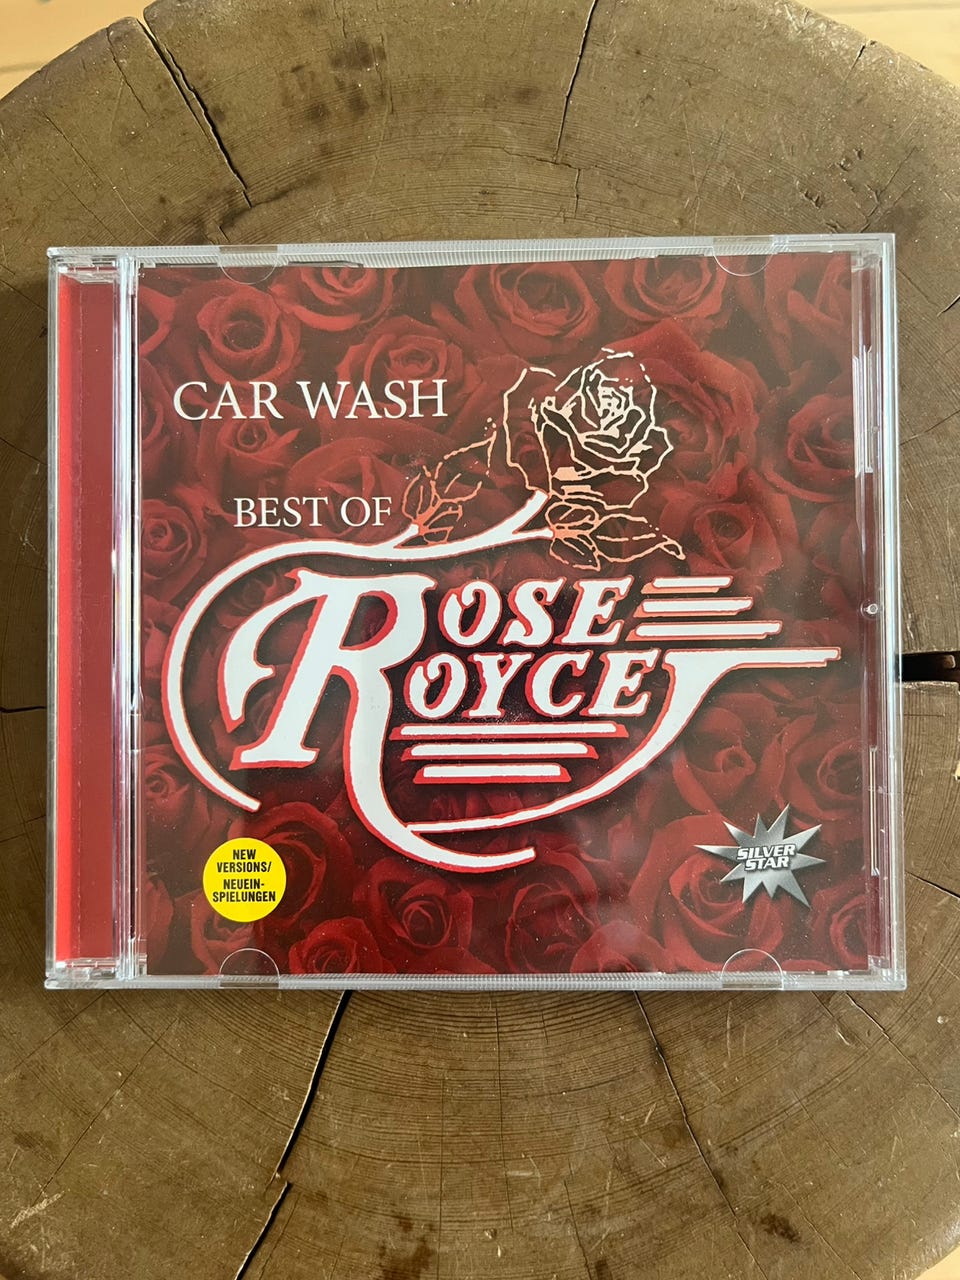 CAR WASH
BEST OF
ROSE
ROYCE
NEW
VERSIONS/
NEUEIN-
SPIELUNGEN
SILVER
STAR